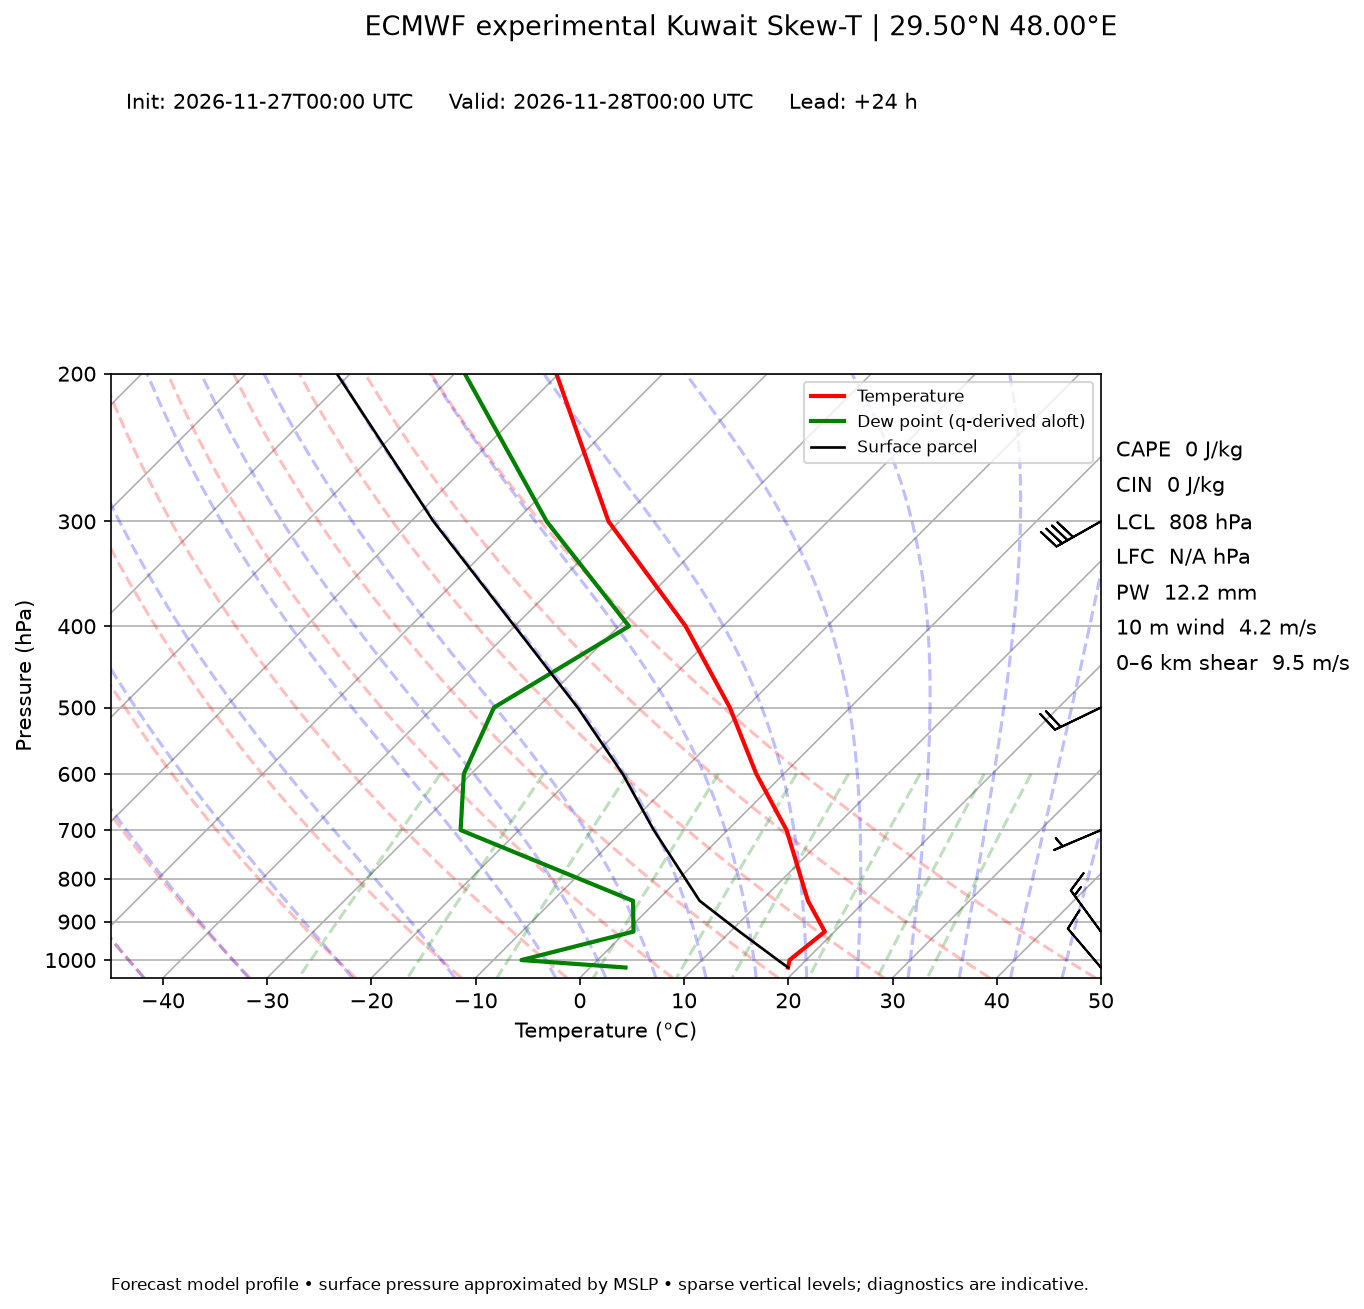 ECMWF experimental Kuwait Skew-T | 29.50°N 48.00°E
Init: 2026-11-27T00:00 UTC Valid: 2026-11-28T00:00 UTC Lead: +24 h
200
300
400
500
600
700
800
900
1000
Pressure (hPa)
−40 −30 −20 −10 0 10 20 30 40 50
Temperature (°C)
Temperature
Dew point (q-derived aloft)
Surface parcel
CAPE 0 J/kg
CIN 0 J/kg
LCL 808 hPa
LFC N/A hPa
PW 12.2 mm
10 m wind 4.2 m/s
0–6 km shear 9.5 m/s
Forecast model profile • surface pressure approximated by MSLP • sparse vertical levels; diagnostics are indicative.